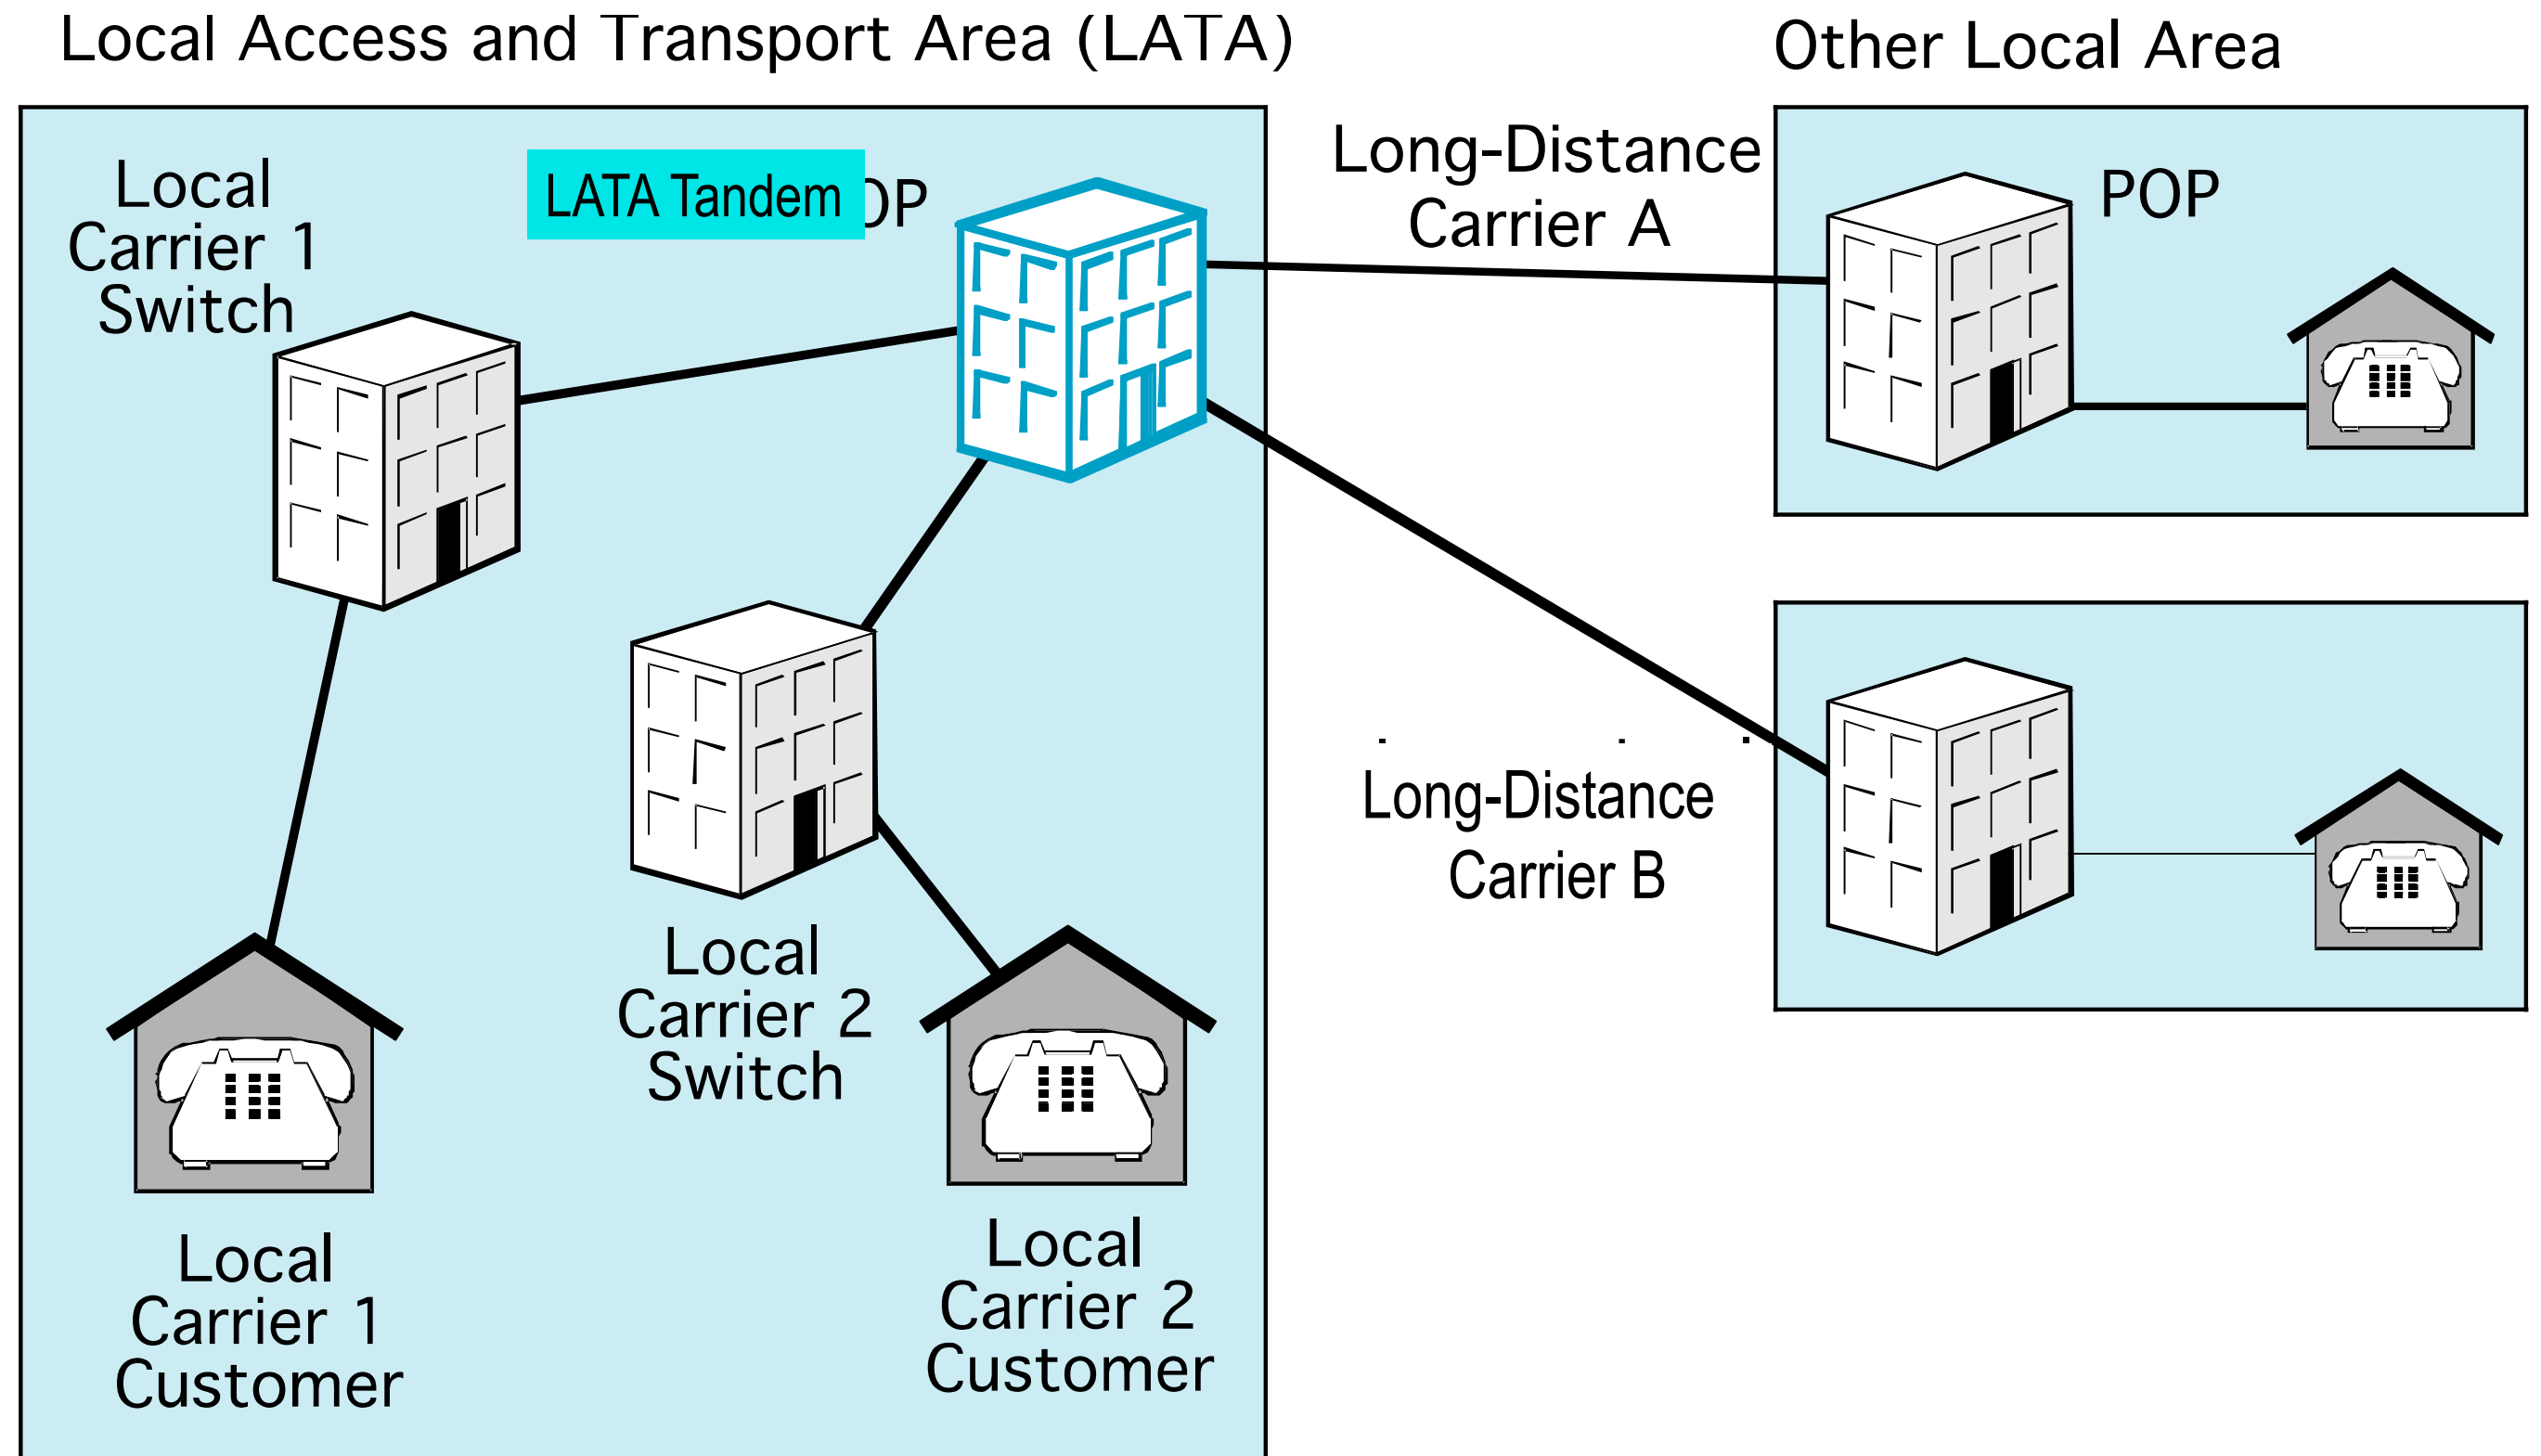 Local Access and Transport Area (LATA)
Other Local Area
Local
Carrier 1
Switch
LATA Tandem OP
Long-Distance
Carrier A
POP
Long-Distance
Carrier B
Local
Carrier 2
Switch
Local
Carrier 1
Customer
Local
Carrier 2
Customer